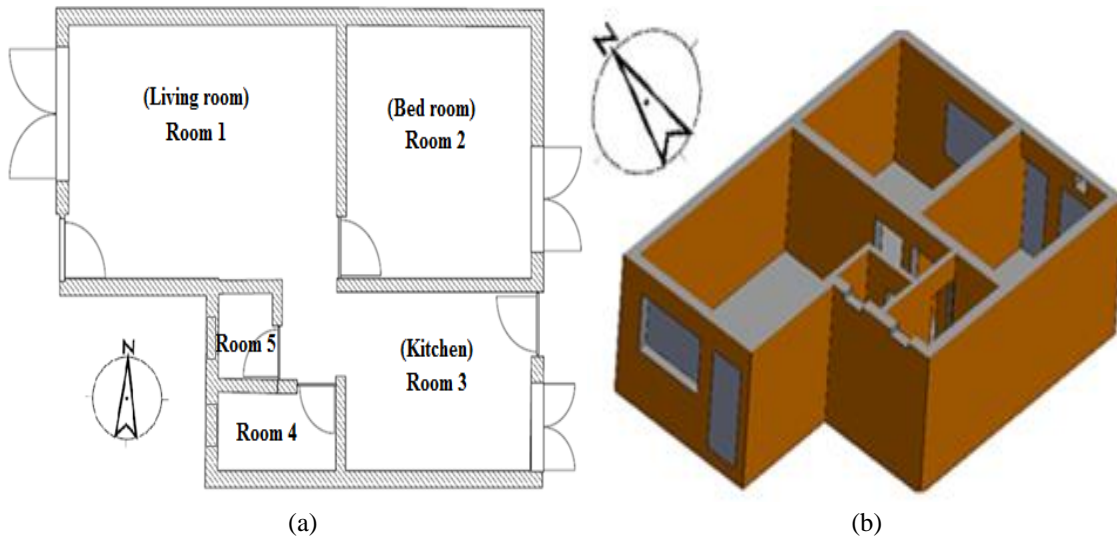 (Living room)
Room 1
(Bed room)
Room 2
N
Room 5
(Kitchen)
Room 3
N
Room 4
(a)
(b)